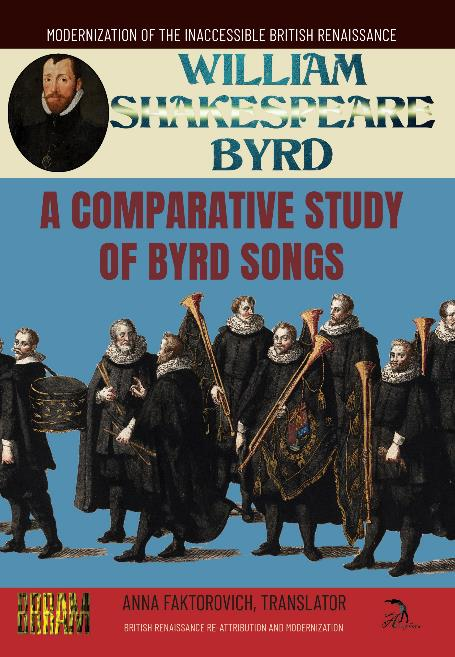 MODERNIZATION OF THE INACCESSIBLE BRITISH RENAISSANCE
WILLIAM
SHAKESPEARE
BYRD
A COMPARATIVE STUDY
OF BYRD SONGS
ANNA FAKTOROVICH, TRANSLATOR
BRITISH RENAISSANCE RE-ATTRIBUTION AND MODERNIZATION